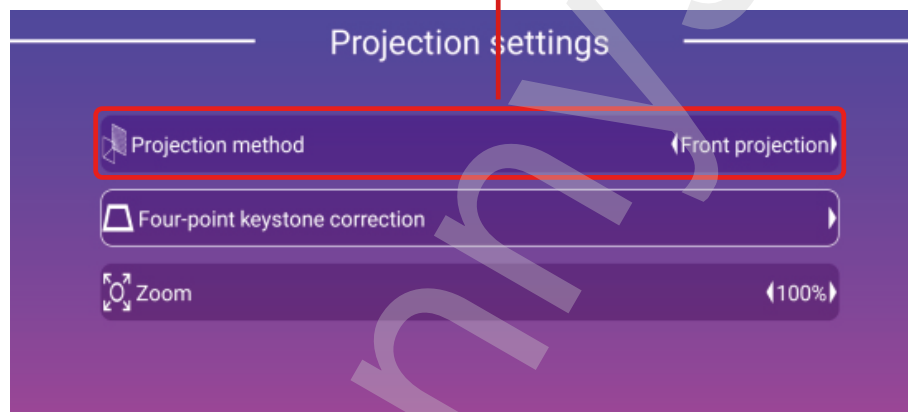 Projection settings
Projection method
Front projection
Four-point keystone correction
Zoom
100%